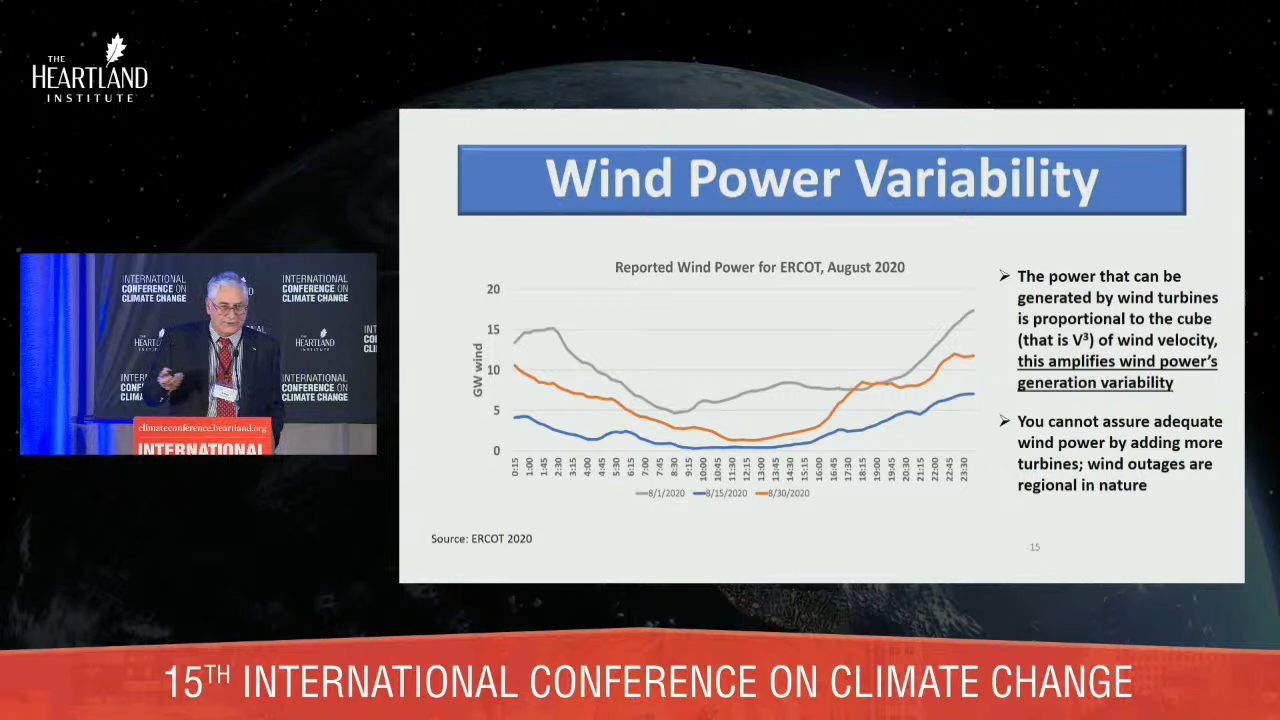 THE
HEARTLAND
INSTITUTE
Wind Power Variability
Reported Wind Power for ERCOT, August 2020
GW wind
20
15
10
5
0
0:15 1:00 1:45 2:30 3:15 4:00 4:45 5:30 6:15 7:00 7:45 8:30 9:15 10:00 10:45 11:30 12:15 13:00 13:45 14:30 15:15 16:00 16:45 17:30 18:15 19:00 19:45 20:30 21:15 22:00 22:45 23:30
8/1/2020 8/15/2020 8/30/2020
➢ The power that can be
generated by wind turbines
is proportional to the cube
(that is V³) of wind velocity,
this amplifies wind power’s
generation variability
➢ You cannot assure adequate
wind power by adding more
turbines; wind outages are
regional in nature
Source: ERCOT 2020
15
INTERNATIONAL
CONFERENCE ON
CLIMATE CHANGE
INTERNATIONAL
CONFERENCE ON
CLIMATE CHANGE
HEARTLAND
INTERNATIONAL
CONFERENCE ON
CLIMATE CHANGE
climateconference.heartland.org
INTERNATIONAL
15TH INTERNATIONAL CONFERENCE ON CLIMATE CHANGE